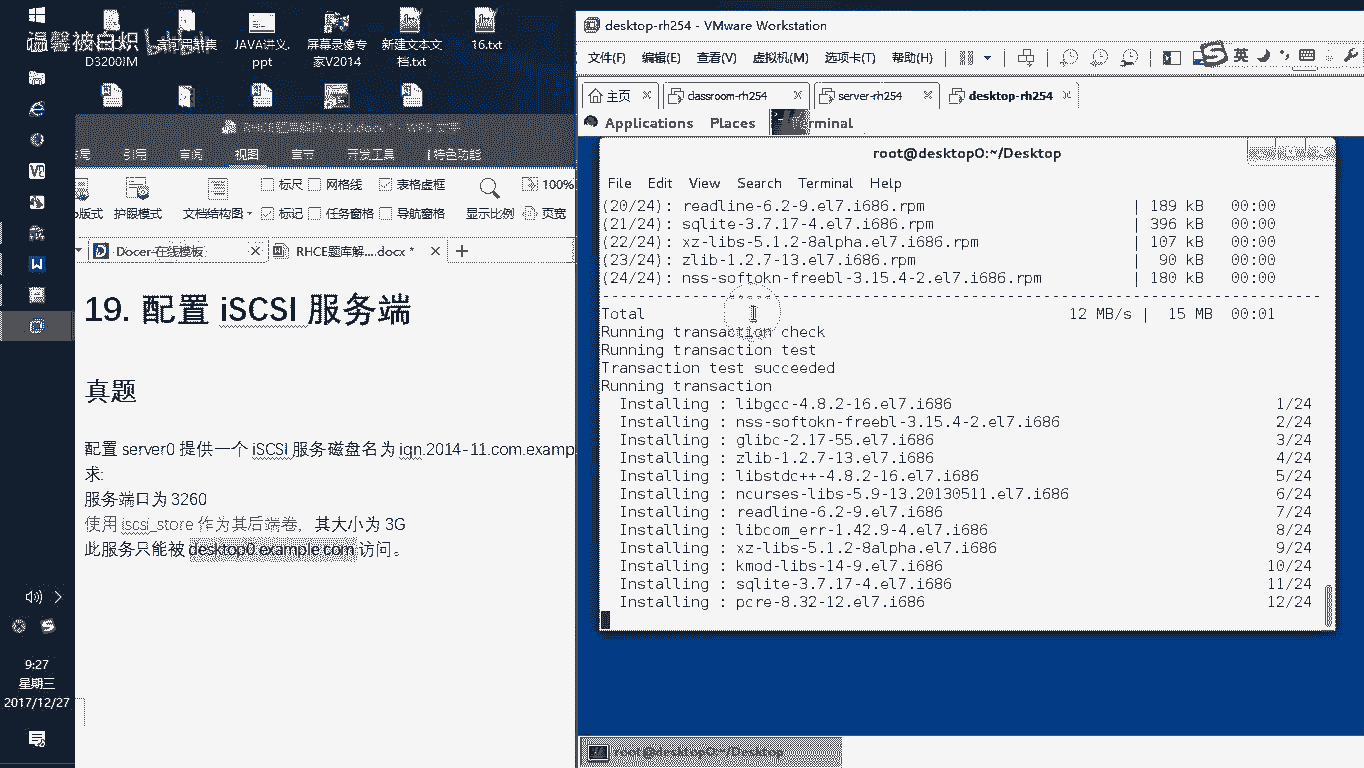 D3200IM
JAVA讲义.
ppt
屏幕录像专
家V2014
新建文本文
档.txt
16.txt
RHCE题库解析-V3.2.docx * - WPS 文字
引用
审阅
视图
章节
开发工具
特色功能
标尺
网格线
表格虚框
100%
护眼模式
文档结构图
标记
任务窗格
导航窗格
显示比例
页宽
Docer-在线模板
RHCE题库解....docx *
19. 配置 iSCSI 服务端
真题
配置 server0 提供一个 iSCSI 服务磁盘名为 iqn.2014-11.com.examp
求:
服务端口为 3260
使用 iscsi_store 作为其后端卷，其大小为 3G
此服务只能被 desktop0.example.com 访问。
9:27
星期三
2017/12/27
desktop-rh254 - VMware Workstation
文件(F) 编辑(E) 查看(V) 虚拟机(M) 选项卡(T) 帮助(H)
英
主页
classroom-rh254
server-rh254
desktop-rh254
Applications Places Terminal
root@desktop0:~/Desktop
File Edit View Search Terminal Help
(20/24): readline-6.2-9.el7.i686.rpm | 189 kB 00:00
(21/24): sqlite-3.7.17-4.el7.i686.rpm | 396 kB 00:00
(22/24): xz-libs-5.1.2-8alpha.el7.i686.rpm | 107 kB 00:00
(23/24): zlib-1.2.7-13.el7.i686.rpm | 90 kB 00:00
(24/24): nss-softokn-freebl-3.15.4-2.el7.i686.rpm | 180 kB 00:00
--------------------------------------------------------------------------------
Total 12 MB/s | 15 MB 00:01
Running transaction check
Running transaction test
Transaction test succeeded
Running transaction
Installing : libgcc-4.8.2-16.el7.i686 1/24
Installing : nss-softokn-freebl-3.15.4-2.el7.i686 2/24
Installing : glibc-2.17-55.el7.i686 3/24
Installing : zlib-1.2.7-13.el7.i686 4/24
Installing : libstdc++-4.8.2-16.el7.i686 5/24
Installing : ncurses-libs-5.9-13.20130511.el7.i686 6/24
Installing : readline-6.2-9.el7.i686 7/24
Installing : libcom_err-1.42.9-4.el7.i686 8/24
Installing : xz-libs-5.1.2-8alpha.el7.i686 9/24
Installing : kmod-libs-14-9.el7.i686 10/24
Installing : sqlite-3.7.17-4.el7.i686 11/24
Installing : pcre-8.32-12.el7.i686 12/24
root@desktop0:~/Desktop